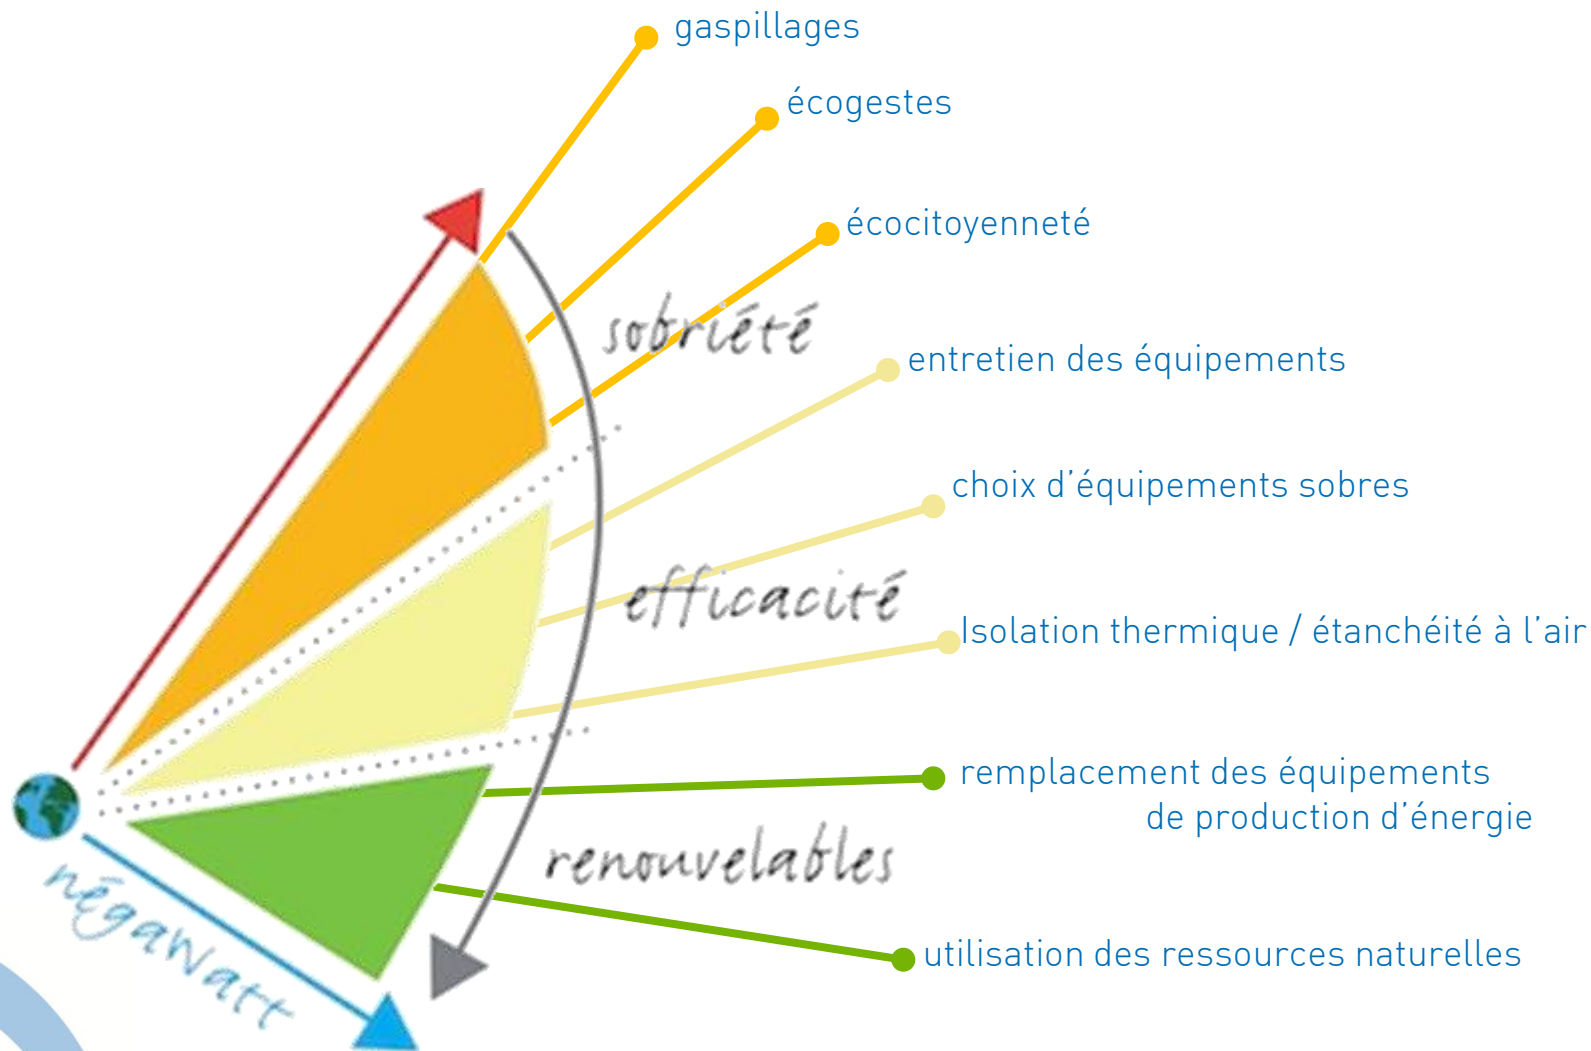 gaspillages
écogestes
écocitoyenneté
sobriété
entretien des équipements
choix d'équipements sobres
efficacité
Isolation thermique / étanchéité à l'air
remplacement des équipements
de production d'énergie
renouvelables
négaWatt
utilisation des ressources naturelles